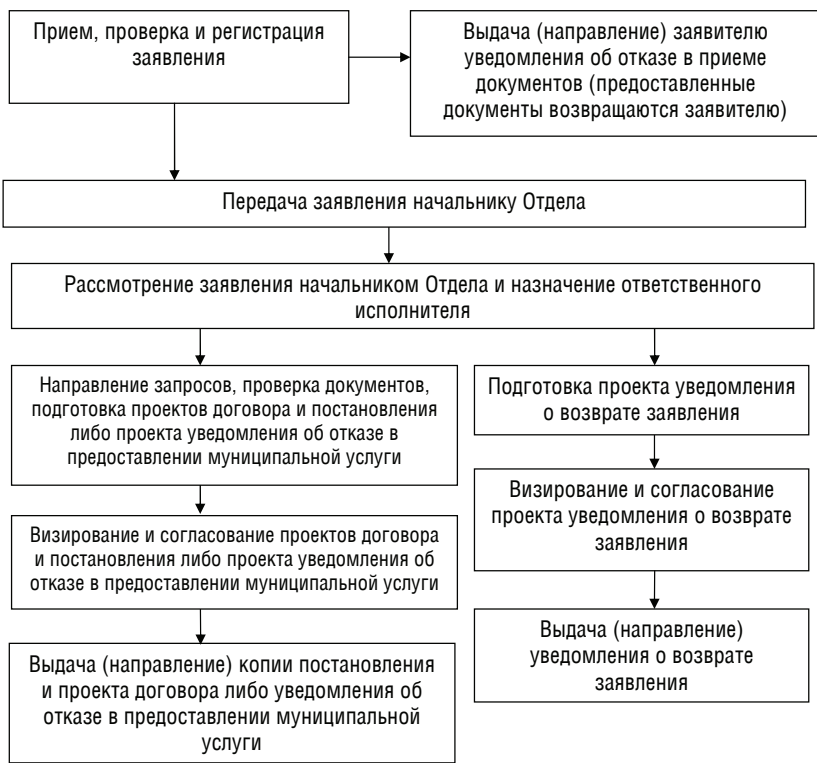 Прием, проверка и регистрация
заявления
Выдача (направление) заявителю
уведомления об отказе в приеме
документов (предоставленные
документы возвращаются заявителю)
Передача заявления начальнику Отдела
Рассмотрение заявления начальником Отдела и назначение ответственного
исполнителя
Направление запросов, проверка документов,
подготовка проектов договора и постановления
либо проекта уведомления об отказе в
предоставлении муниципальной услуги
Подготовка проекта уведомления
о возврате заявления
Визирование и согласование проектов договора
и постановления либо проекта уведомления об
отказе в предоставлении муниципальной услуги
Визирование и согласование
проекта уведомления о возврате
заявления
Выдача (направление) копии постановления
и проекта договора либо уведомления об
отказе в предоставлении муниципальной
услуги
Выдача (направление)
уведомления о возврате
заявления